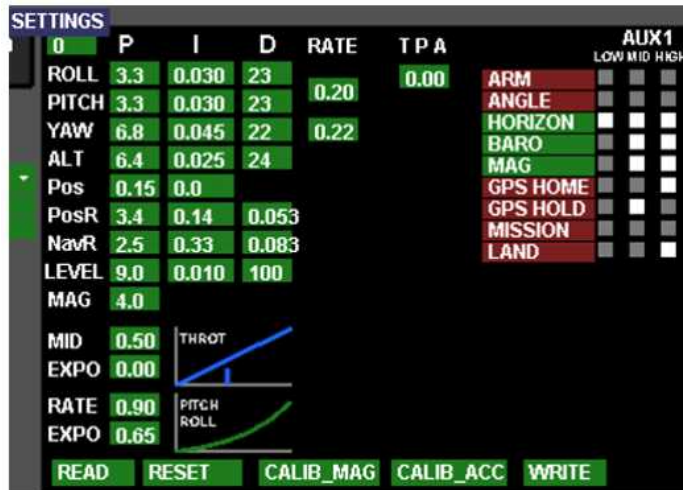 SETTINGS
0 P I D RATE T P A AUX1
LOW MID HIGH
ROLL 3.3 0.030 23 0.20 0.00 ARM
PITCH 3.3 0.030 23 ANGLE
YAW 6.8 0.045 22 0.22 HORIZON
ALT 6.4 0.025 24 BARO
MAG
Pos 0.15 0.0 GPS HOME
PosR 3.4 0.14 0.053 GPS HOLD
MISSION
NavR 2.5 0.33 0.083 LAND
LEVEL 9.0 0.010 100
MAG 4.0
MID 0.50 THROT
EXPO 0.00
RATE 0.90 PITCH
EXPO 0.65 ROLL
READ RESET CALIB_MAG CALIB_ACC WRITE